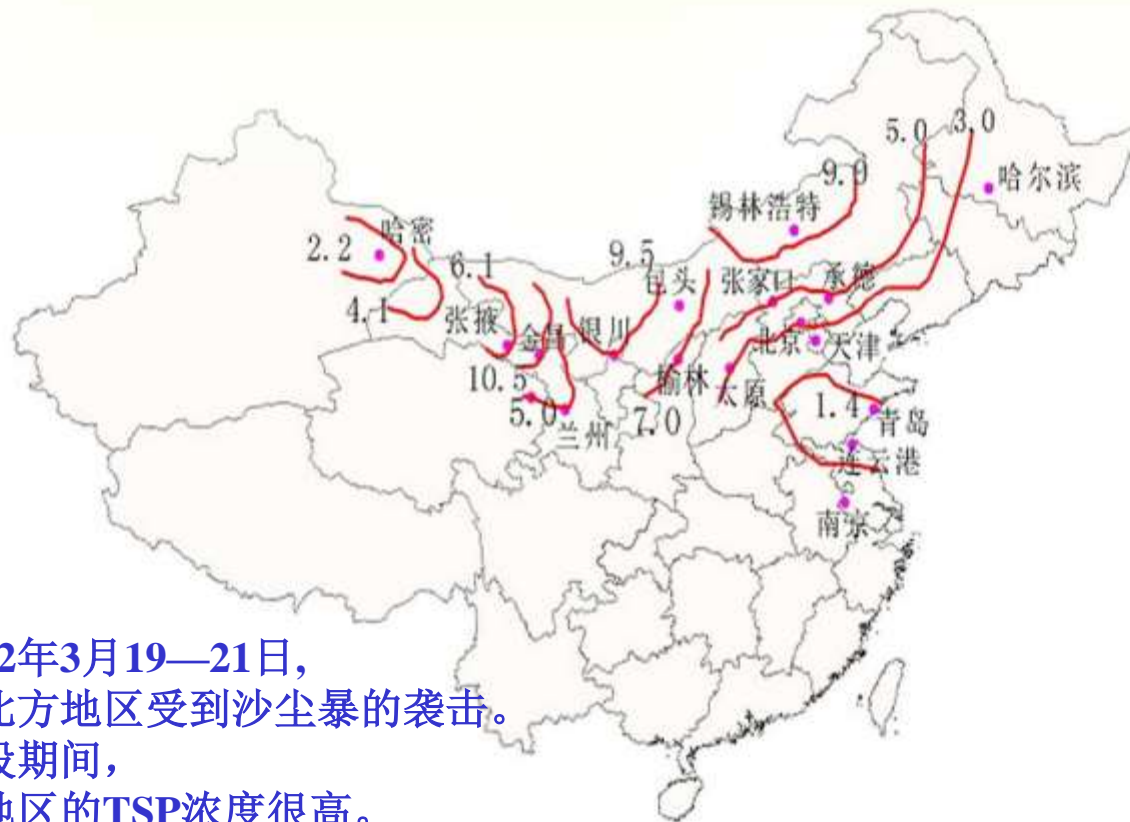 5.0
3.0
9.9
哈尔滨
锡林浩特
哈密
2.2
9.5
6.1
包头
张家口
承德
4.1
张掖
金昌
银川
北京
天津
10.5
榆林
太原
5.0
7.0
1.4
青岛
兰州
连云港
南京
2年3月19—21日,
北方地区受到沙尘暴的袭击。
段期间,
地区的TSP浓度很高。